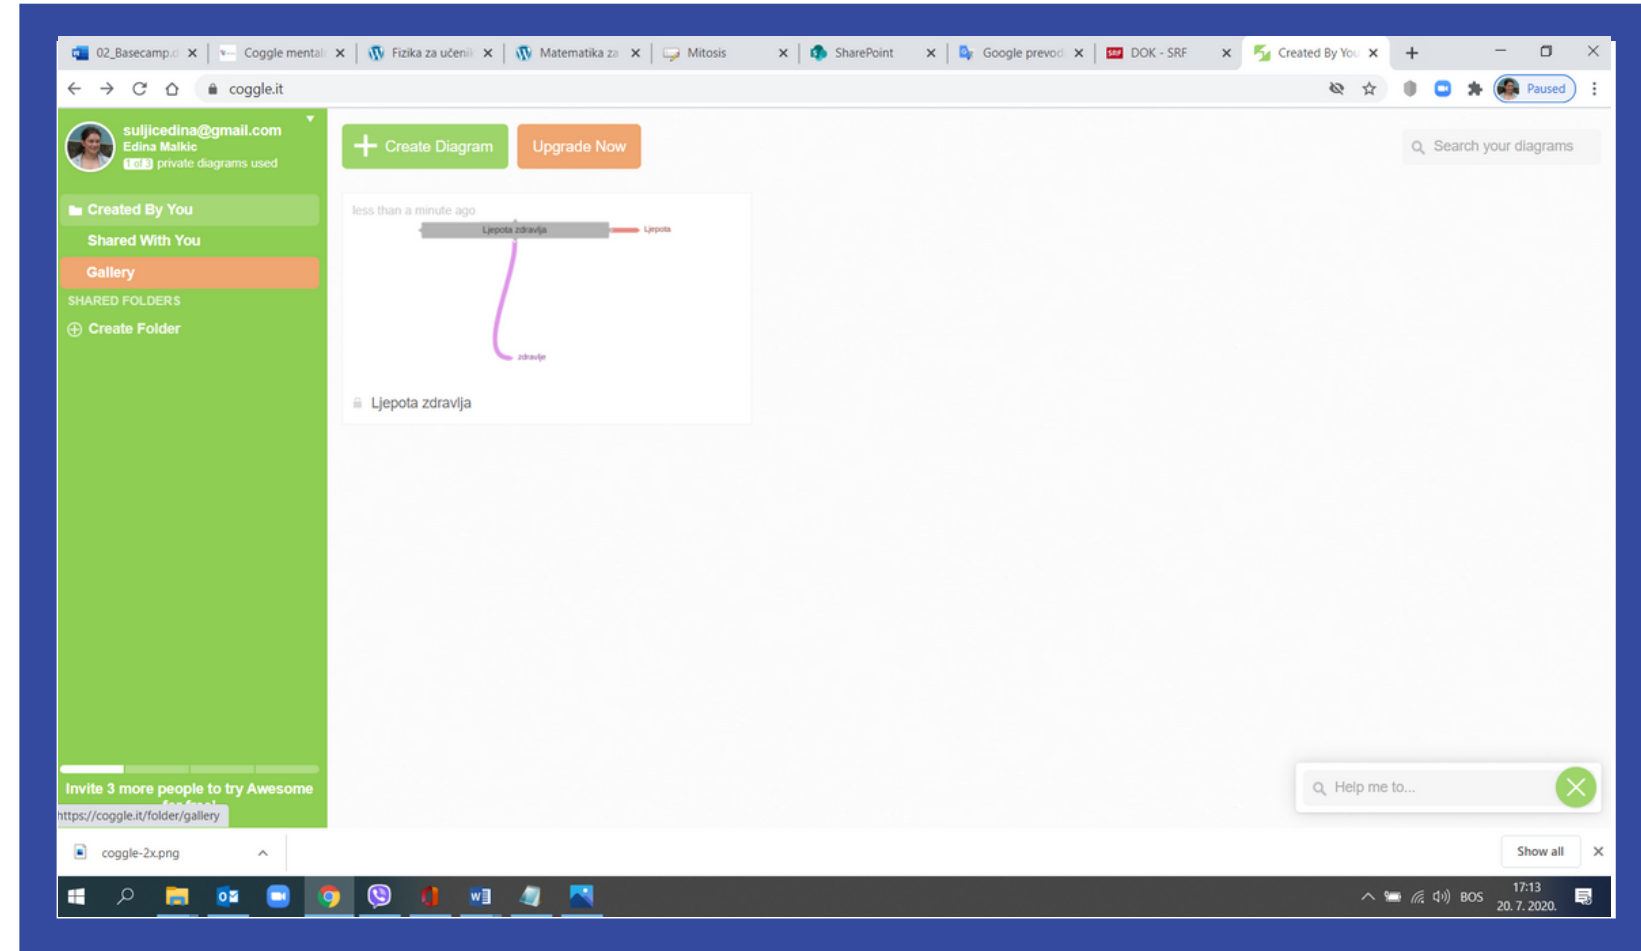 02_Basecamp.d
Coggle mental
Fizika za učeni
Matematika za
Mitosis
SharePoint
Google prevod
DOK - SRF
Created By You
coggle.it
Paused
suljicedina@gmail.com
Edina Malkic
1 of 3 private diagrams used
Create Diagram
Upgrade Now
Search your diagrams
Created By You
Shared With You
Gallery
SHARED FOLDERS
Create Folder
less than a minute ago
Ljepota zdravlja
Ljepota
zdravlje
Ljepota zdravlja
Invite 3 more people to try Awesome
https://coggle.it/folder/gallery
Help me to...
coggle-2x.png
Show all
BOS
17:13
20. 7. 2020.